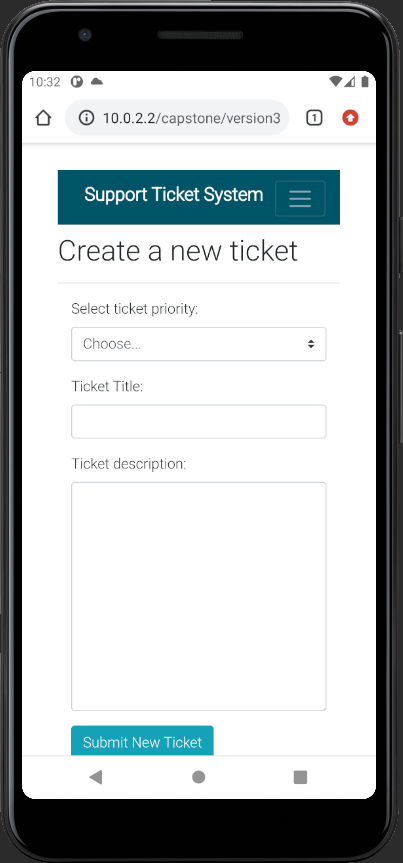 10:32
10.0.2.2/capstone/version3
1
Support Ticket System
Create a new ticket
Select ticket priority:
Choose...
Ticket Title:
Ticket description:
Submit New Ticket